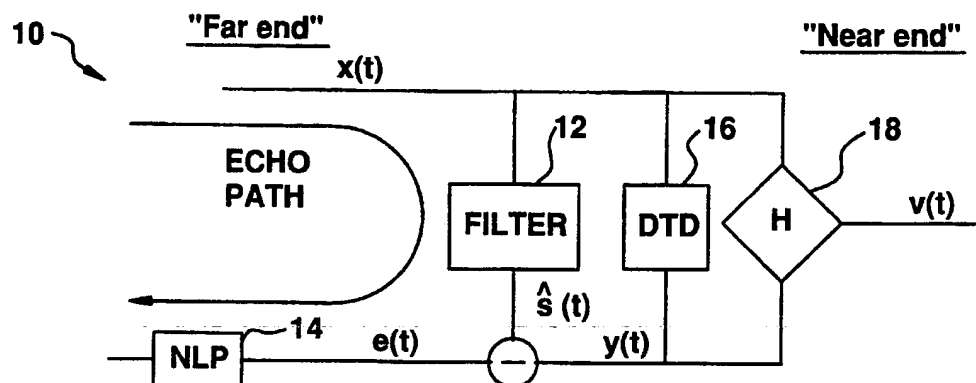 "Far end"
"Near end"
10
x(t)
12
16
18
ECHO
PATH
FILTER
DTD
H
v(t)
ŝ (t)
14
NLP
e(t)
−
y(t)